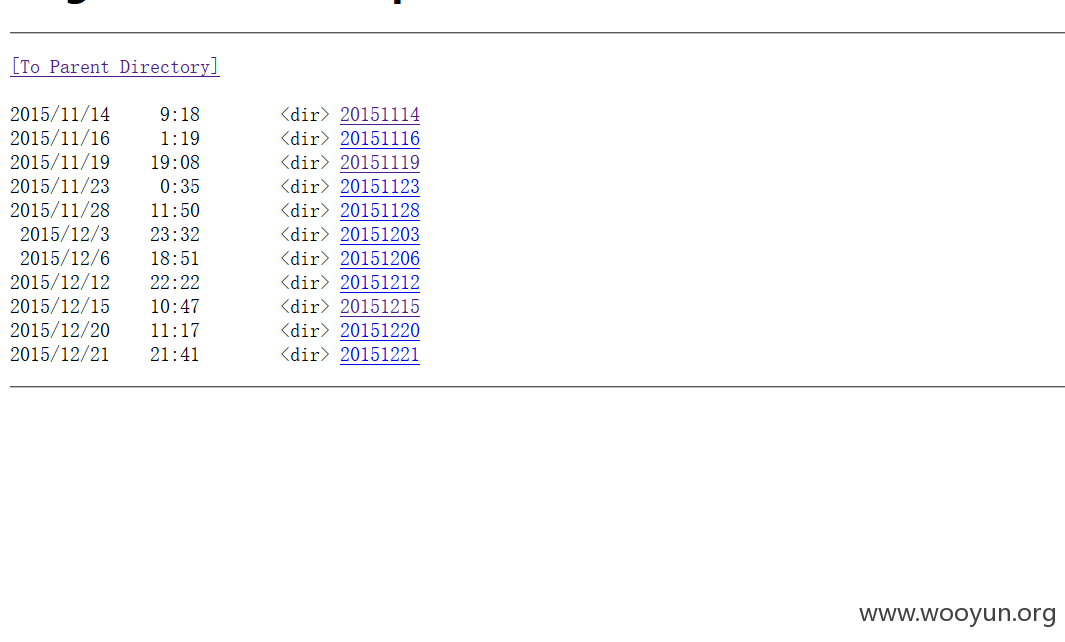 [To Parent Directory]
2015/11/14 9:18 <dir> 20151114
2015/11/16 1:19 <dir> 20151116
2015/11/19 19:08 <dir> 20151119
2015/11/23 0:35 <dir> 20151123
2015/11/28 11:50 <dir> 20151128
2015/12/3 23:32 <dir> 20151203
2015/12/6 18:51 <dir> 20151206
2015/12/12 22:22 <dir> 20151212
2015/12/15 10:47 <dir> 20151215
2015/12/20 11:17 <dir> 20151220
2015/12/21 21:41 <dir> 20151221
www.wooyun.org